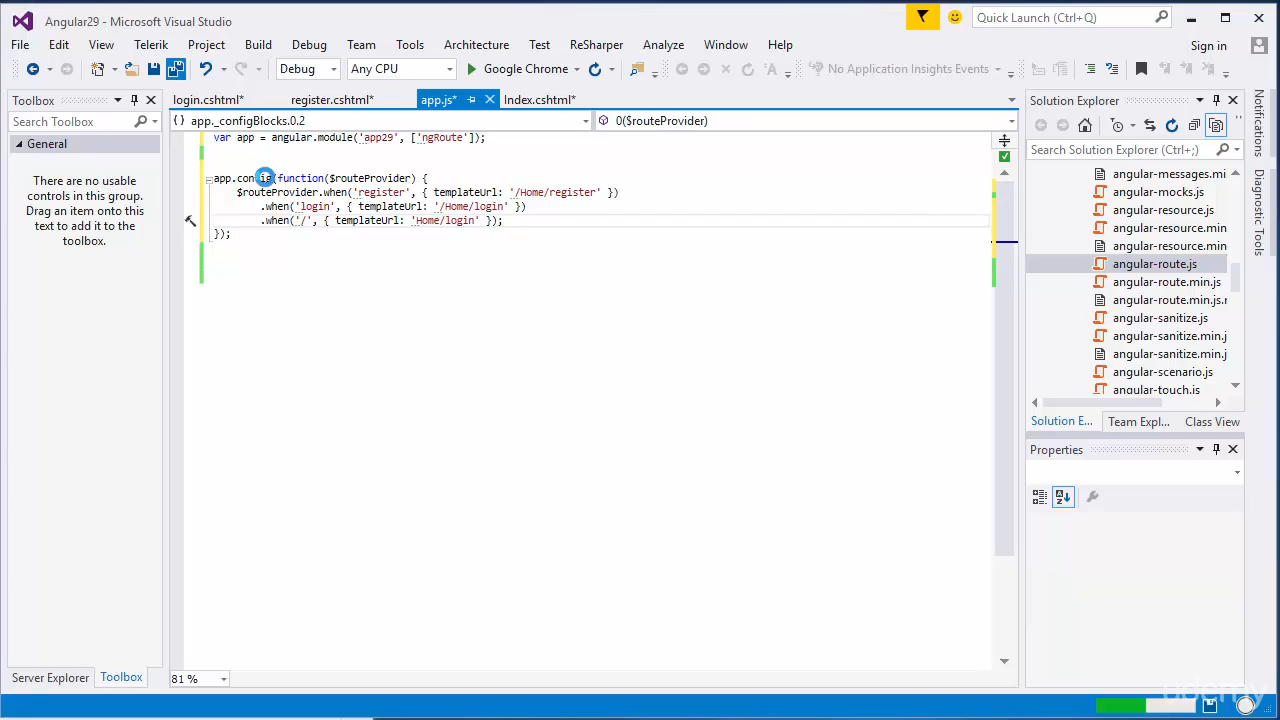 Angular29 - Microsoft Visual Studio
Quick Launch (Ctrl+Q)
File Edit View Telerik Project Build Debug Team Tools Architecture Test ReSharper Analyze Window Help
Sign in
Debug Any CPU Google Chrome No Application Insights Events
Toolbox
login.cshtml* register.cshtml* app.js* Index.cshtml*
Solution Explorer
Search Toolbox
app._configBlocks.0.2
0($routeProvider)
General
There are no usable
controls in this group.
Drag an item onto this
text to add it to the
toolbox.
var app = angular.module('app29', ['ngRoute']);
app.config(function($routeProvider) {
$routeProvider.when('register', { templateUrl: '/Home/register' })
.when('login', { templateUrl: '/Home/login' })
.when('/', { templateUrl: 'Home/login' });
});
Search Solution Explorer
angular-messages.mi
angular-mocks.js
angular-resource.js
angular-resource.min
angular-resource.min
angular-route.js
angular-route.min.js
angular-route.min.js.r
angular-sanitize.js
angular-sanitize.min.j
angular-sanitize.min.j
angular-scenario.js
angular-touch.js
Solution E... Team Expl... Class View
Properties
Notifications
Diagnostic Tools
81 %
Server Explorer Toolbox
udemy